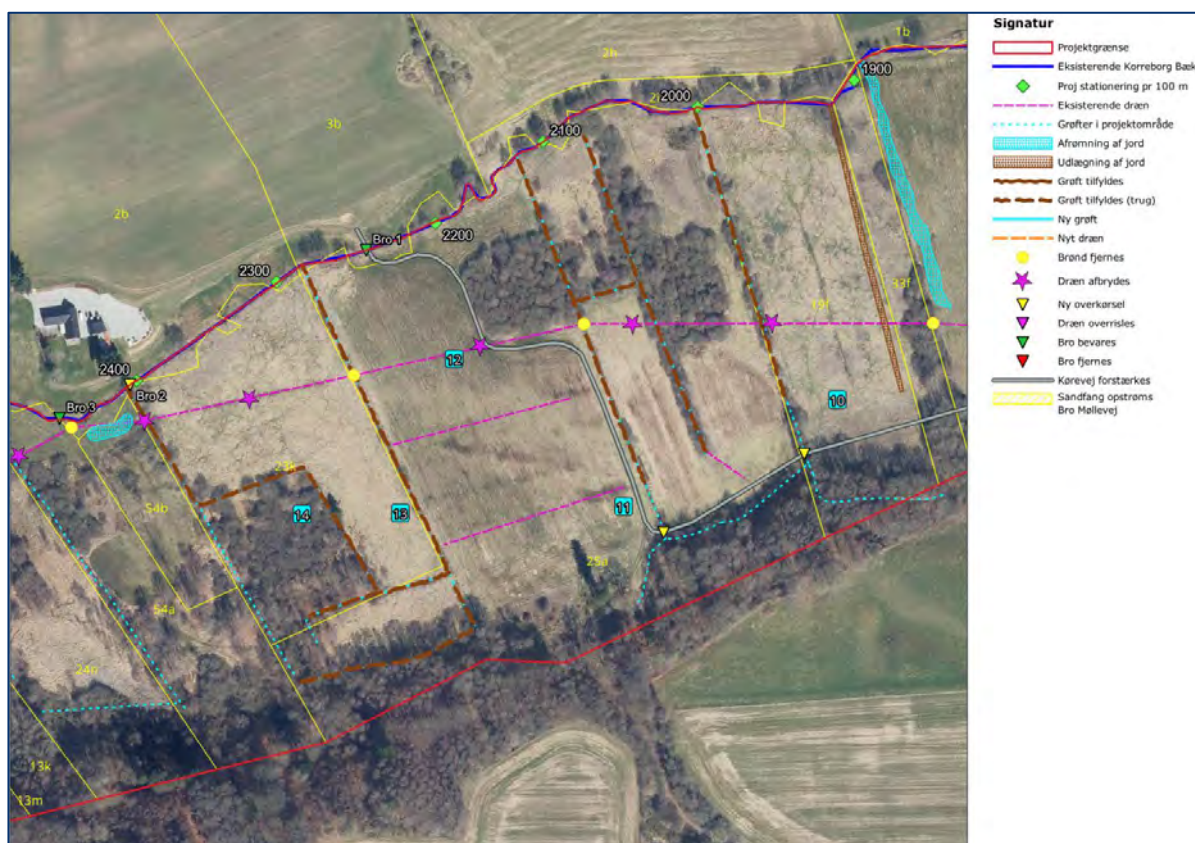 Signatur
Projektgrænse
Eksisterende Korreborg Bæk
Proj stationering pr 100 m
Eksisterende dræn
Grøfter i projektområde
Afrømning af jord
Udlægning af jord
Grøft tilfyldes
Grøft tilfyldes (trug)
Ny grøft
Nyt dræn
Brønd fjernes
Dræn afbrydes
Ny overkørsel
Dræn overrisles
Bro bevares
Bro fjernes
Kørevej forstærkes
Sandfang opstrøms
Bro Møllevej
1b
2h
1900
2000
3b
2100
2b
Bro 1
2200
2300
19f
33f
12
2400
Bro 2
Bro 3
10
54b
14
13
11
25a
54a
13k
13m